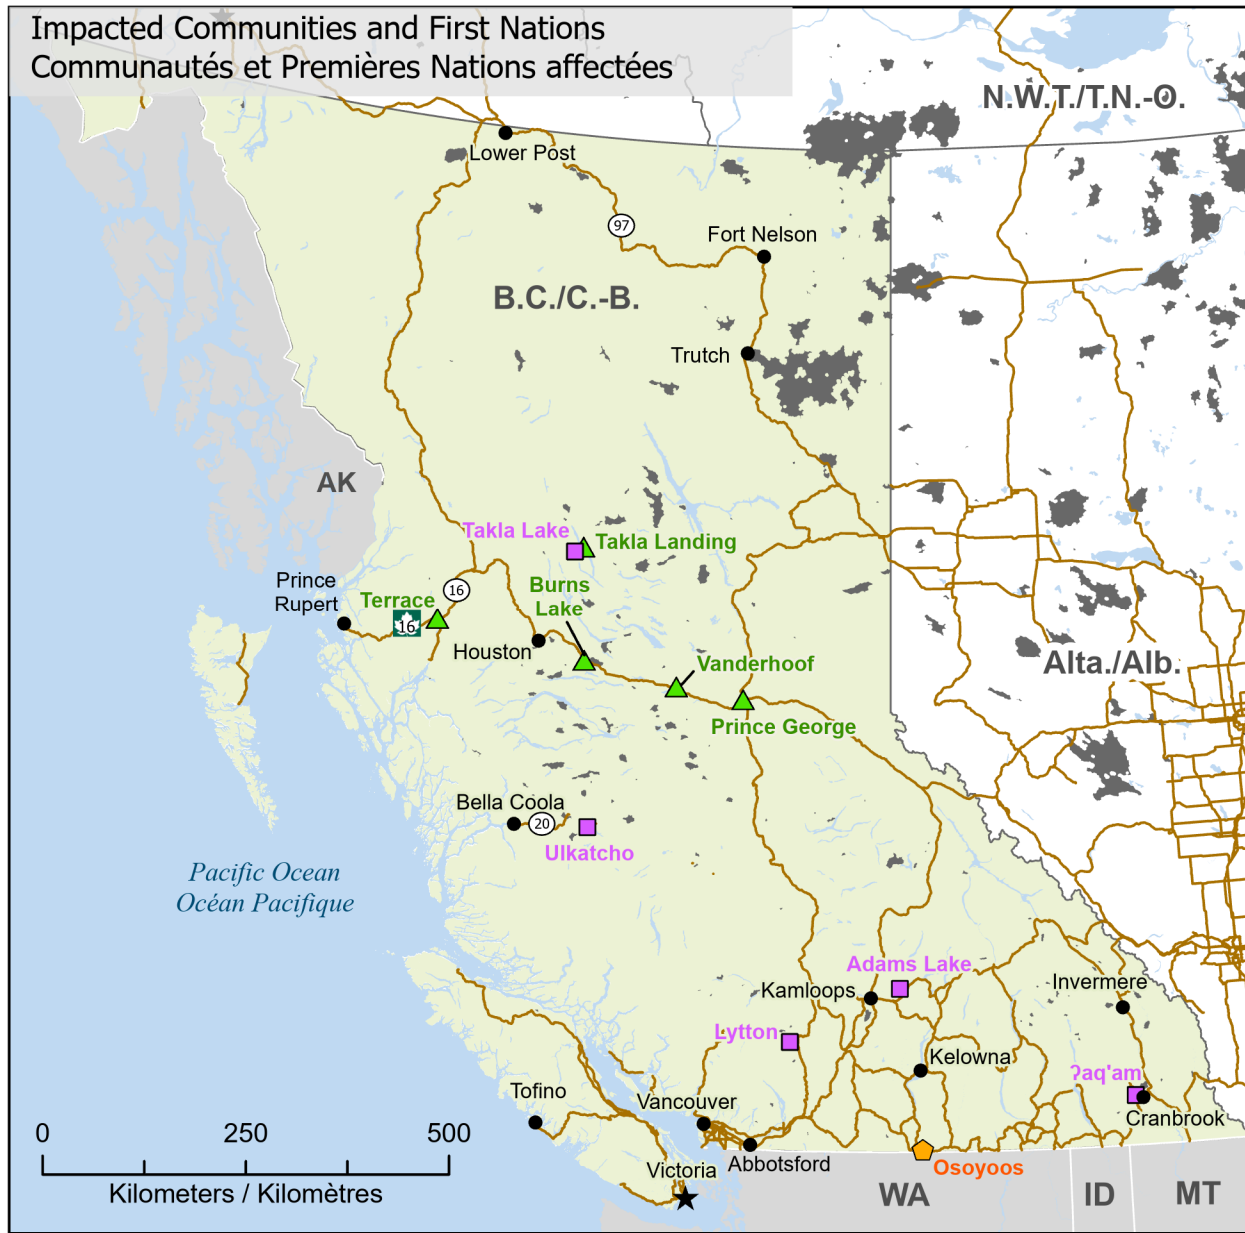 Impacted Communities and First Nations
Communautés et Premières Nations affectées
N.W.T./T.N.-O.
Lower Post
97
Fort Nelson
B.C./C.-B.
Trutch
AK
Takla Lake
Takla Landing
Prince
Rupert
Terrace
16
16
Burns
Lake
Houston
Vanderhoof
Alta./Alb.
Prince George
Bella Coola
20
Ulkatcho
Pacific Ocean
Océan Pacifique
Adams Lake
Kamloops
Invermere
Lytton
Kelowna
ʔaq'am
Cranbrook
Tofino
Vancouver
Abbotsford
Osoyoos
Victoria
WA
ID
MT
0 250 500
Kilometers / Kilomètres